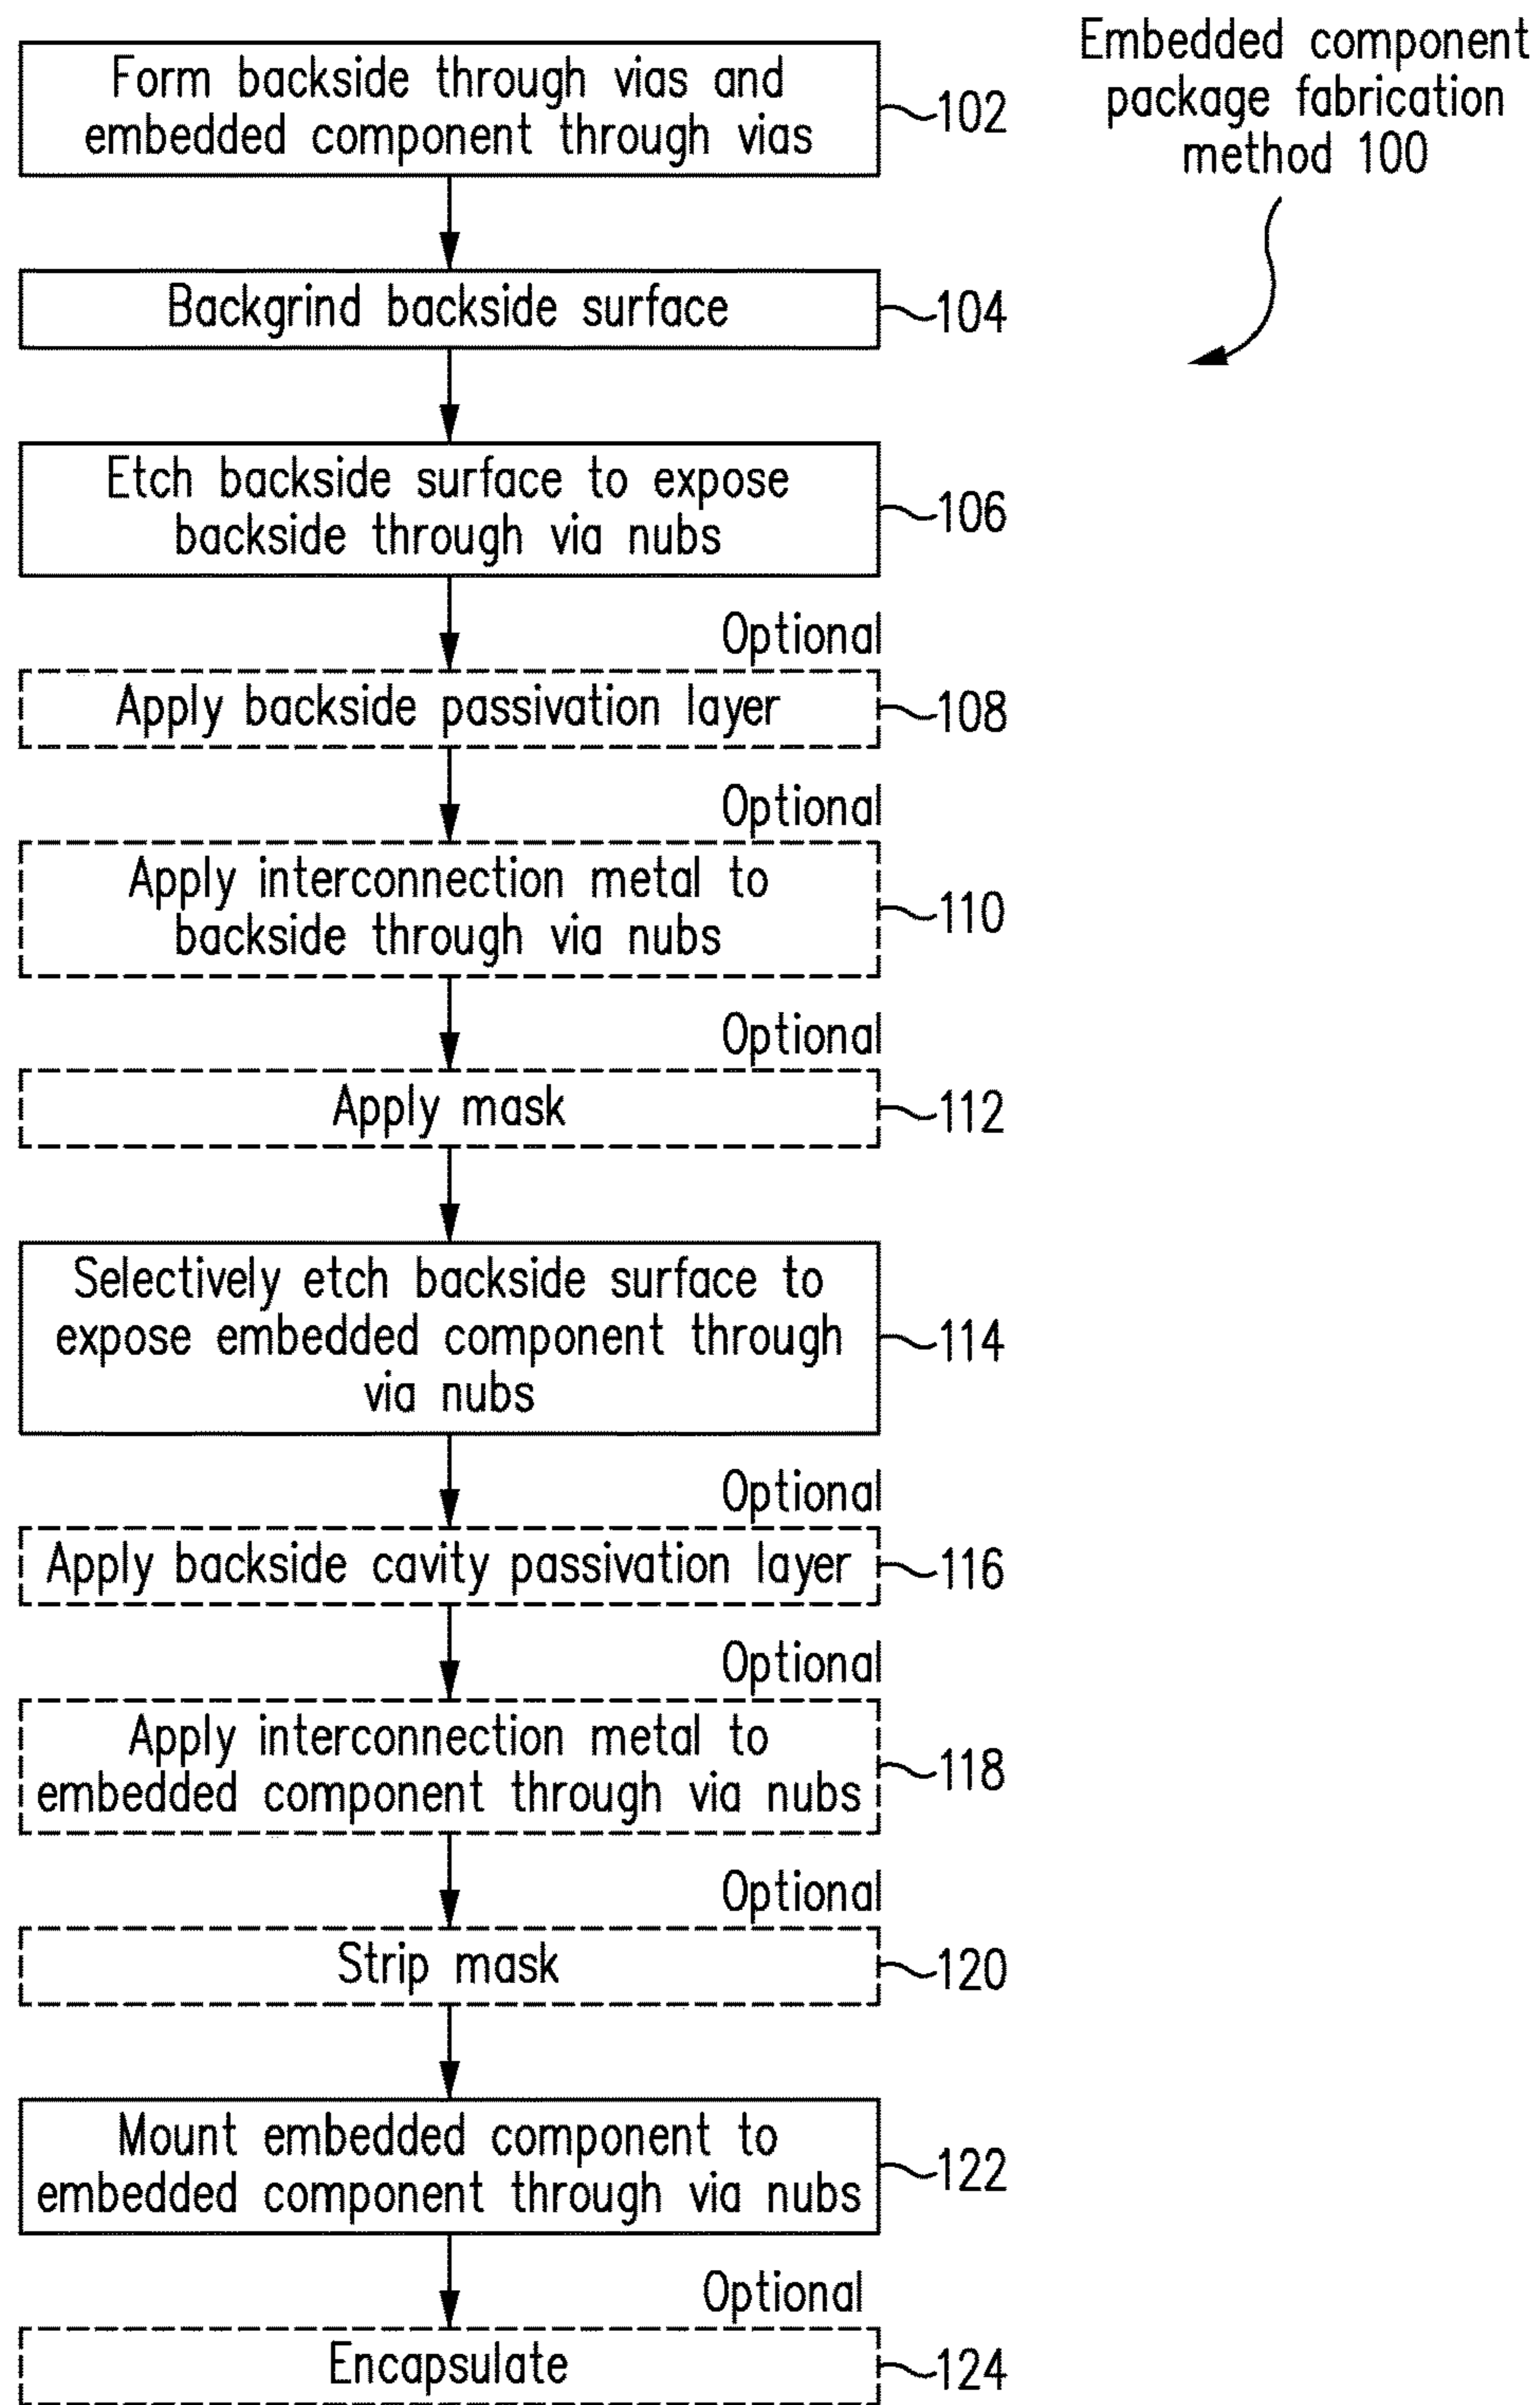 Embedded component
package fabrication
method 100
Form backside through vias and
embedded component through vias
102
Backgrind backside surface
104
Etch backside surface to expose
backside through via nubs
106
Optional
Apply backside passivation layer
108
Optional
Apply interconnection metal to
backside through via nubs
110
Optional
Apply mask
112
Selectively etch backside surface to
expose embedded component through
via nubs
114
Optional
Apply backside cavity passivation layer
116
Optional
Apply interconnection metal to
embedded component through via nubs
118
Optional
Strip mask
120
Mount embedded component to
embedded component through via nubs
122
Optional
Encapsulate
124